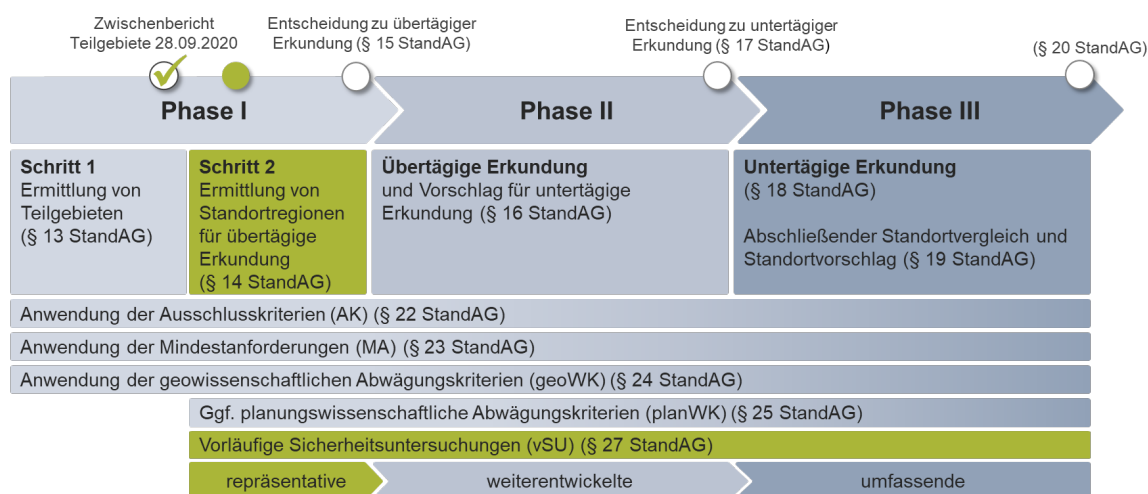 Zwischenbericht
Teilgebiete 28.09.2020
Entscheidung zu übertägiger
Erkundung (§ 15 StandAG)
Entscheidung zu untertägiger
Erkundung (§ 17 StandAG)
(§ 20 StandAG)
Phase I
Phase II
Phase III
Schritt 1
Ermittlung von
Teilgebieten
(§ 13 StandAG)
Schritt 2
Ermittlung von
Standortregionen
für übertägige
Erkundung
(§ 14 StandAG)
Übertägige Erkundung
und Vorschlag für untertägige
Erkundung (§ 16 StandAG)
Untertägige Erkundung
(§ 18 StandAG)
Abschließender Standortvergleich und
Standortvorschlag (§ 19 StandAG)
Anwendung der Ausschlusskriterien (AK) (§ 22 StandAG)
Anwendung der Mindestanforderungen (MA) (§ 23 StandAG)
Anwendung der geowissenschaftlichen Abwägungskriterien (geoWK) (§ 24 StandAG)
Ggf. planungswissenschaftliche Abwägungskriterien (planWK) (§ 25 StandAG)
Vorläufige Sicherheitsuntersuchungen (vSU) (§ 27 StandAG)
repräsentative
weiterentwickelte
umfassende